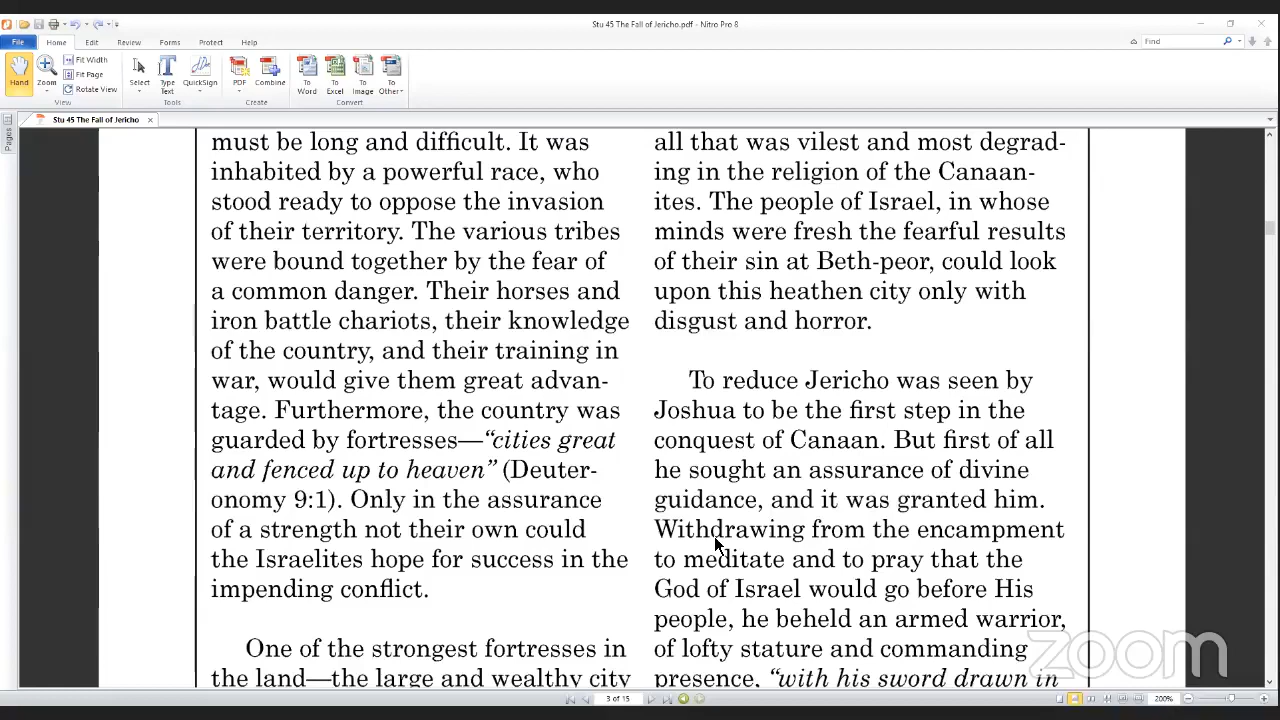 Stu 45 The Fall of Jericho.pdf - Nitro Pro 8
File Home Edit Review Forms Protect Help
Find
Hand
Zoom
Fit Width
Fit Page
Rotate View
View
Select
Type Text
QuickSign
Tools
PDF
Combine
Create
To Word
To Excel
To Image
To Other
Convert
Stu 45 The Fall of Jericho
Pages
must be long and difficult. It was
inhabited by a powerful race, who
stood ready to oppose the invasion
of their territory. The various tribes
were bound together by the fear of
a common danger. Their horses and
iron battle chariots, their knowledge
of the country, and their training in
war, would give them great advan-
tage. Furthermore, the country was
guarded by fortresses—“cities great
and fenced up to heaven” (Deuter-
onomy 9:1). Only in the assurance
of a strength not their own could
the Israelites hope for success in the
impending conflict.
One of the strongest fortresses in
the land—the large and wealthy city
all that was vilest and most degrad-
ing in the religion of the Canaan-
ites. The people of Israel, in whose
minds were fresh the fearful results
of their sin at Beth-peor, could look
upon this heathen city only with
disgust and horror.
To reduce Jericho was seen by
Joshua to be the first step in the
conquest of Canaan. But first of all
he sought an assurance of divine
guidance, and it was granted him.
Withdrawing from the encampment
to meditate and to pray that the
God of Israel would go before His
people, he beheld an armed warrior,
of lofty stature and commanding
presence, “with his sword drawn in
zoom
3 of 15
200%